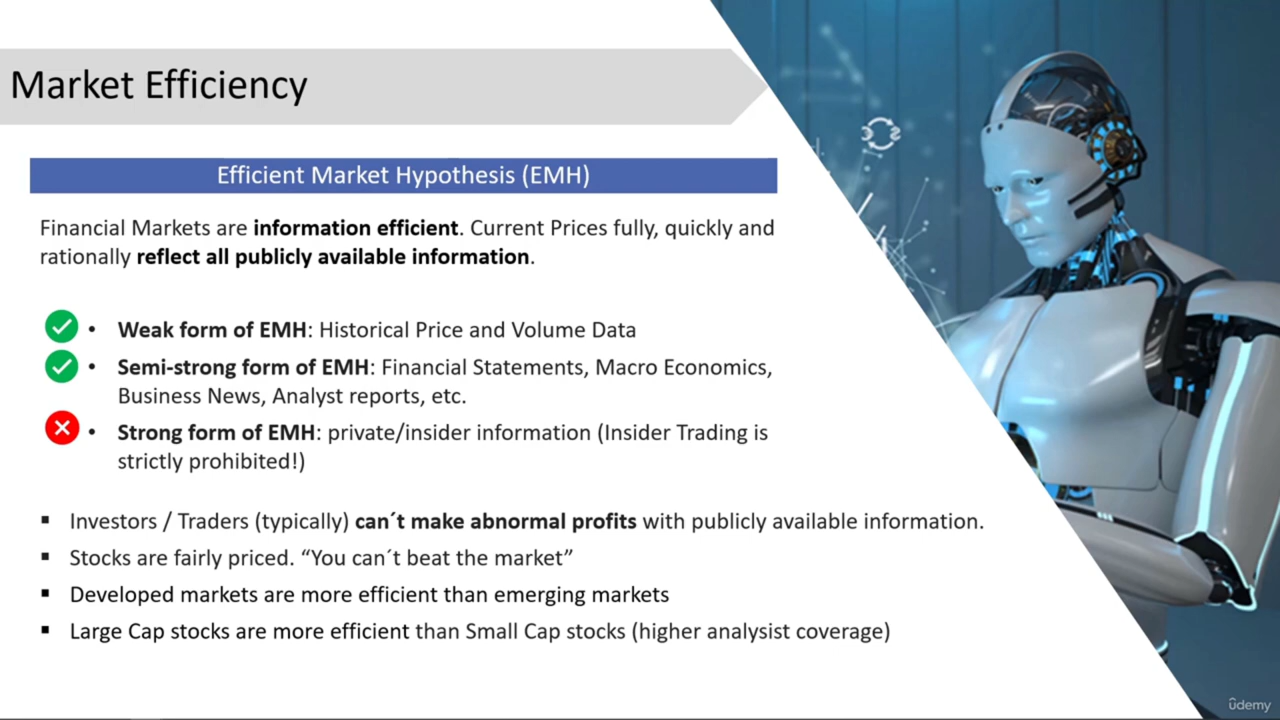 Market Efficiency
Efficient Market Hypothesis (EMH)
Financial Markets are information efficient. Current Prices fully, quickly and
rationally reflect all publicly available information.
• Weak form of EMH: Historical Price and Volume Data
• Semi-strong form of EMH: Financial Statements, Macro Economics,
Business News, Analyst reports, etc.
• Strong form of EMH: private/insider information (Insider Trading is
strictly prohibited!)
▪ Investors / Traders (typically) can´t make abnormal profits with publicly available information.
▪ Stocks are fairly priced. “You can´t beat the market”
▪ Developed markets are more efficient than emerging markets
▪ Large Cap stocks are more efficient than Small Cap stocks (higher analysist coverage)
ûdemy